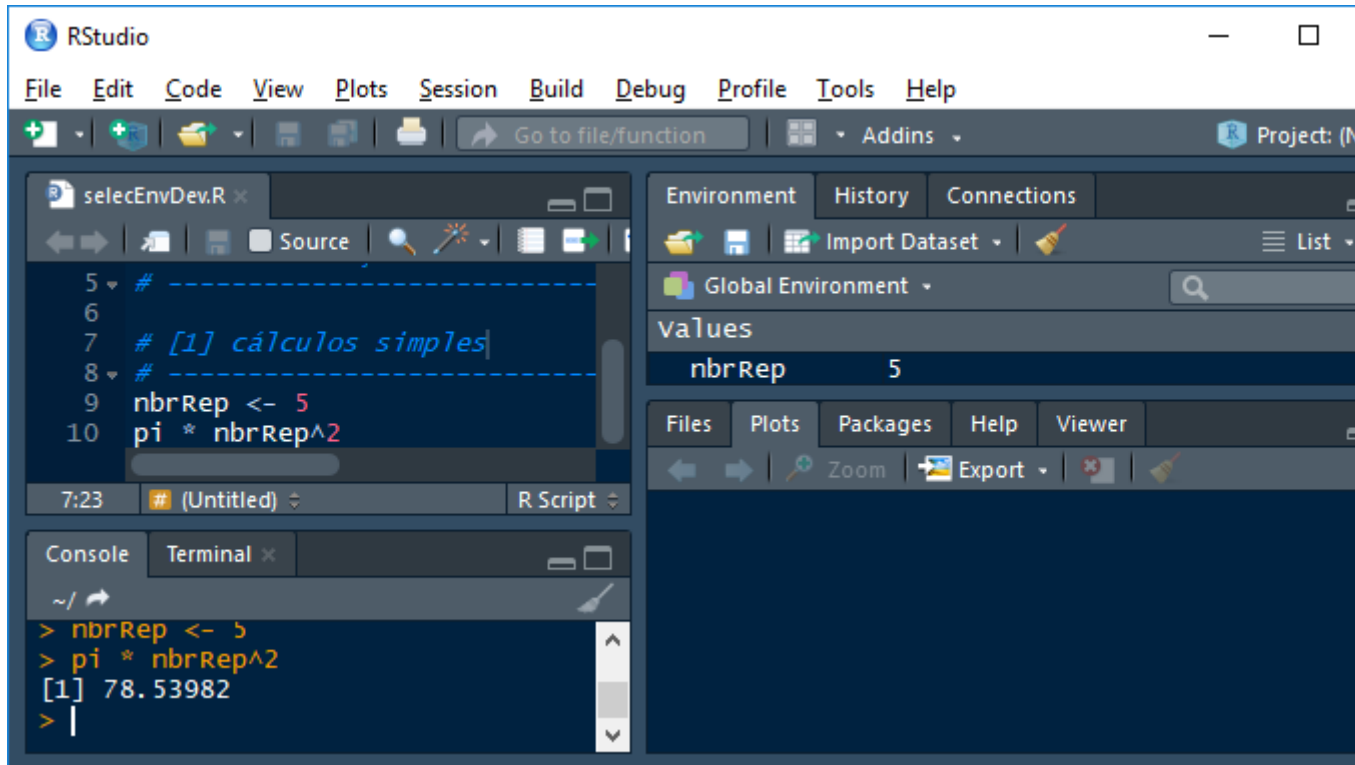 RStudio
File Edit Code View Plots Session Build Debug Profile Tools Help
Go to file/function Addins Project: (N
selecEnvDev.R
Source
5 # ----------------------------
6
7 # [1] cálculos simples
8 # ----------------------------
9 nbrRep <- 5
10 pi * nbrRep^2
7:23 # (Untitled) R Script
Console Terminal
~/
> nbrRep <- 5
> pi * nbrRep^2
[1] 78.53982
>
Environment History Connections
Import Dataset List
Global Environment
Values
nbrRep 5
Files Plots Packages Help Viewer
Zoom Export